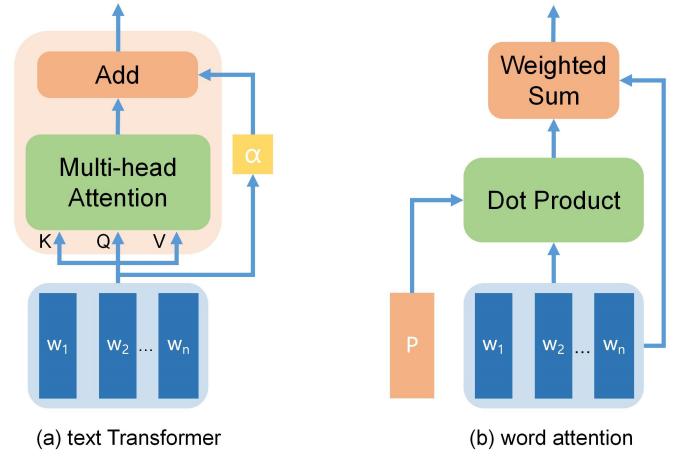 Add
α
Multi-head
Attention
K Q V
w1 w2 ... wn
(a) text Transformer
Weighted
Sum
Dot Product
P
w1 w2 ... wn
(b) word attention